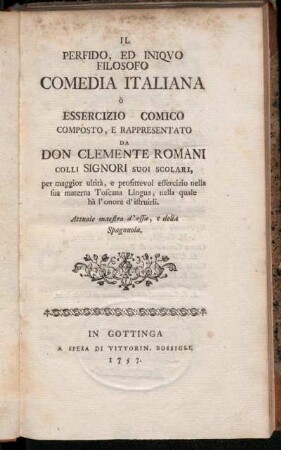 IL
PERFIDO, ED INIQVO
FILOSOFO
COMEDIA ITALIANA
ò
ESSERCIZIO COMICO
COMPOSTO, E RAPPRESENTATO
DA
DON CLEMENTE ROMANI
COLLI SIGNORI SUOI SCOLARI,
per maggior ultirà, e profittevol essercizio nella
sua materna Toscana Lingua, nella quale
hà l'onore d'istruirli.
Attuale maestro d'essa, e della
Spagnuola.
IN GOTTINGA
A SPESA DI VITTORIN. BOSSIGEL
1757.